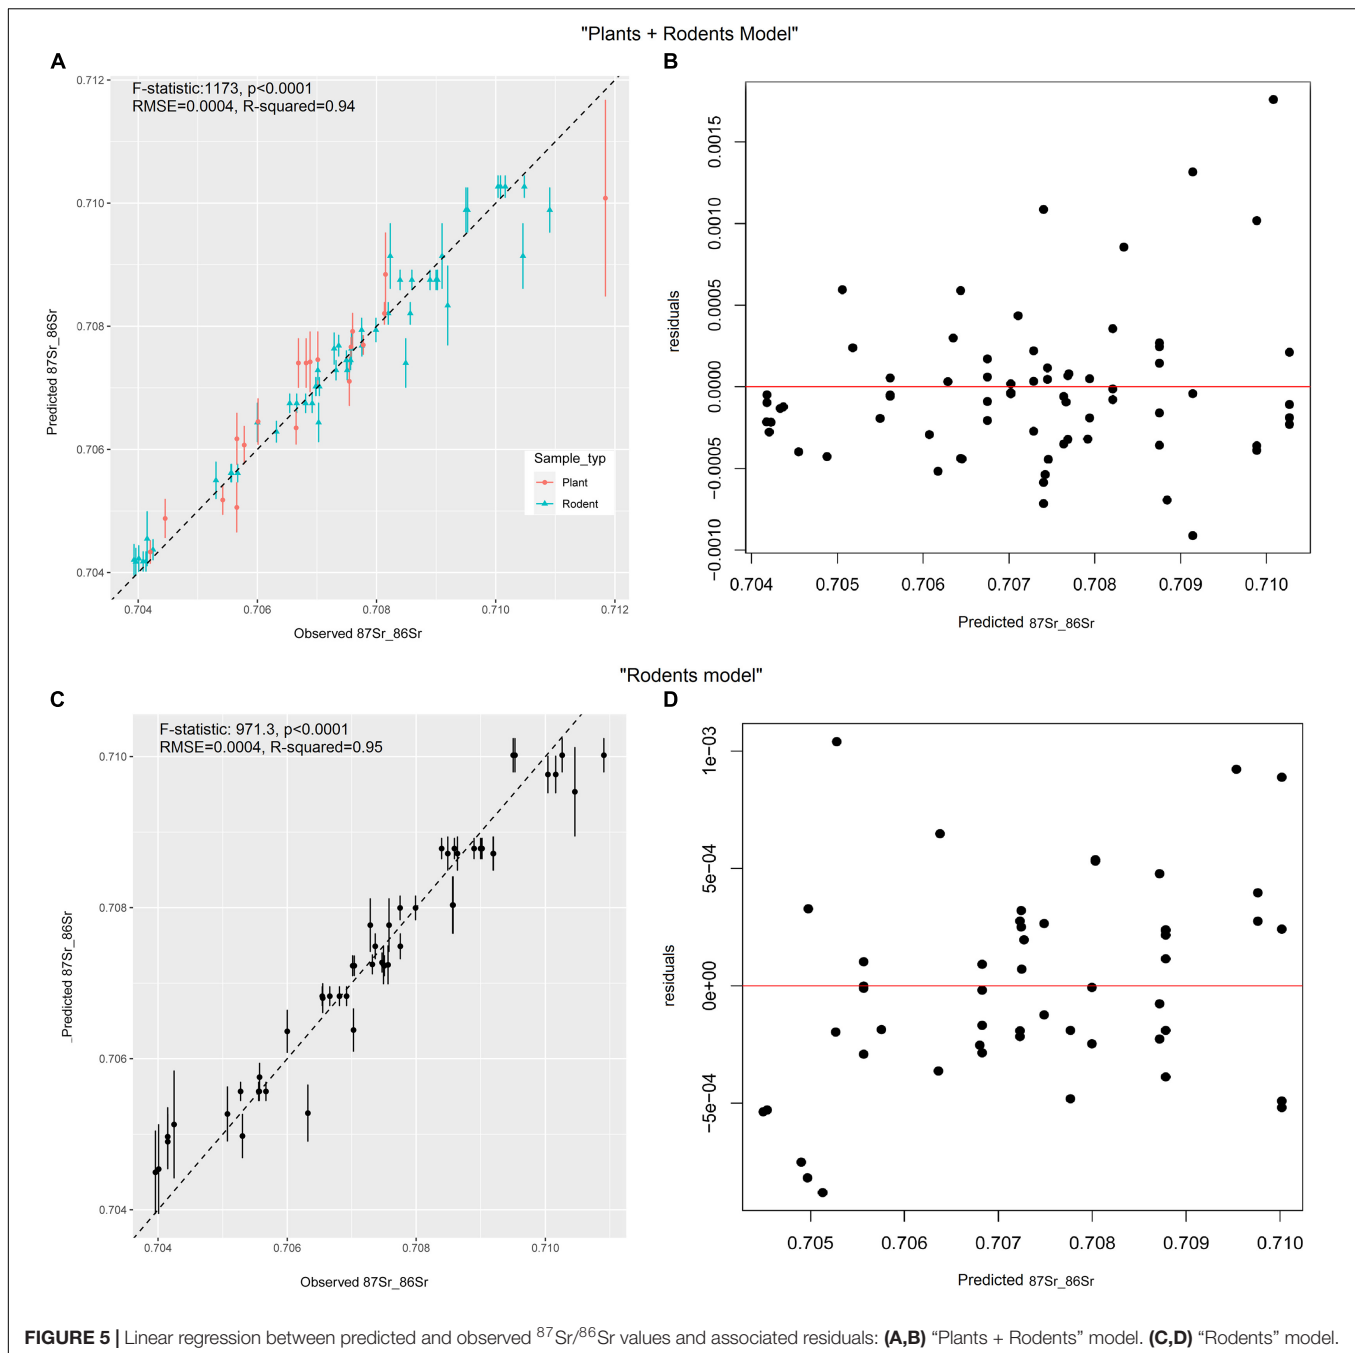 "Plants + Rodents Model"
A
F-statistic:1173, p<0.0001
RMSE=0.0004, R-squared=0.94
0.712
0.710
0.708
0.706
0.704
Predicted 87Sr_86Sr
Sample_typ
Plant
Rodent
0.704
0.706
0.708
0.710
0.712
Observed 87Sr_86Sr
B
0.0015
0.0010
0.0005
0.0000
−0.0005
−0.0010
residuals
0.704
0.705
0.706
0.707
0.708
0.709
0.710
Predicted 87Sr_86Sr
"Rodents model"
C
F-statistic: 971.3, p<0.0001
RMSE=0.0004, R-squared=0.95
0.710
0.708
0.706
0.704
_Predicted 87Sr_86Sr
0.704
0.706
0.708
0.710
Observed 87Sr_86Sr
D
1e−03
5e−04
0e+00
−5e−04
residuals
0.705
0.706
0.707
0.708
0.709
0.710
Predicted 87Sr_86Sr
FIGURE 5 | Linear regression between predicted and observed ⁸⁷Sr/⁸⁶Sr values and associated residuals: (A,B) “Plants + Rodents” model. (C,D) “Rodents” model.